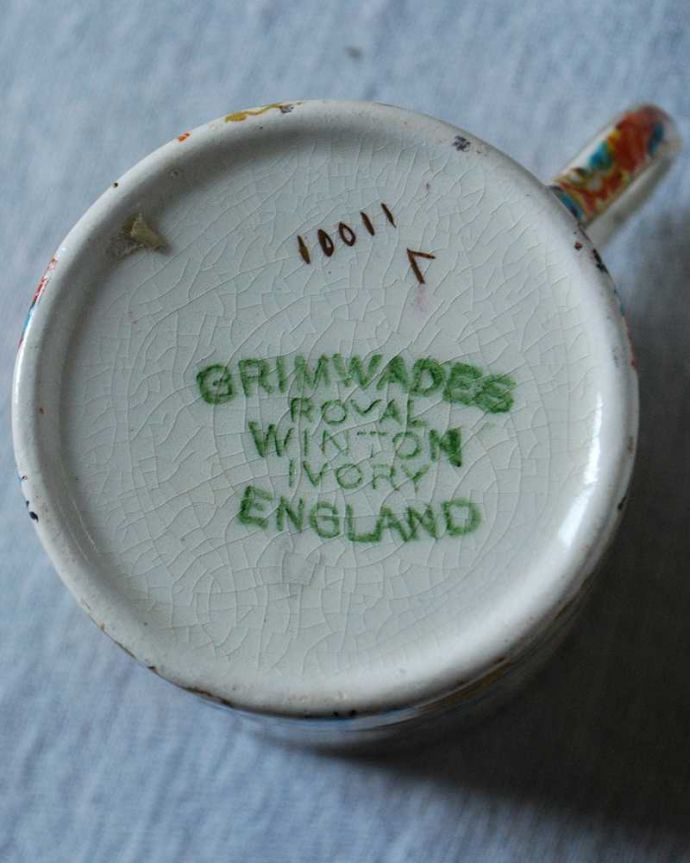 10011
GRIMWADES
ROYAL
WINTON
IVORY
ENGLAND